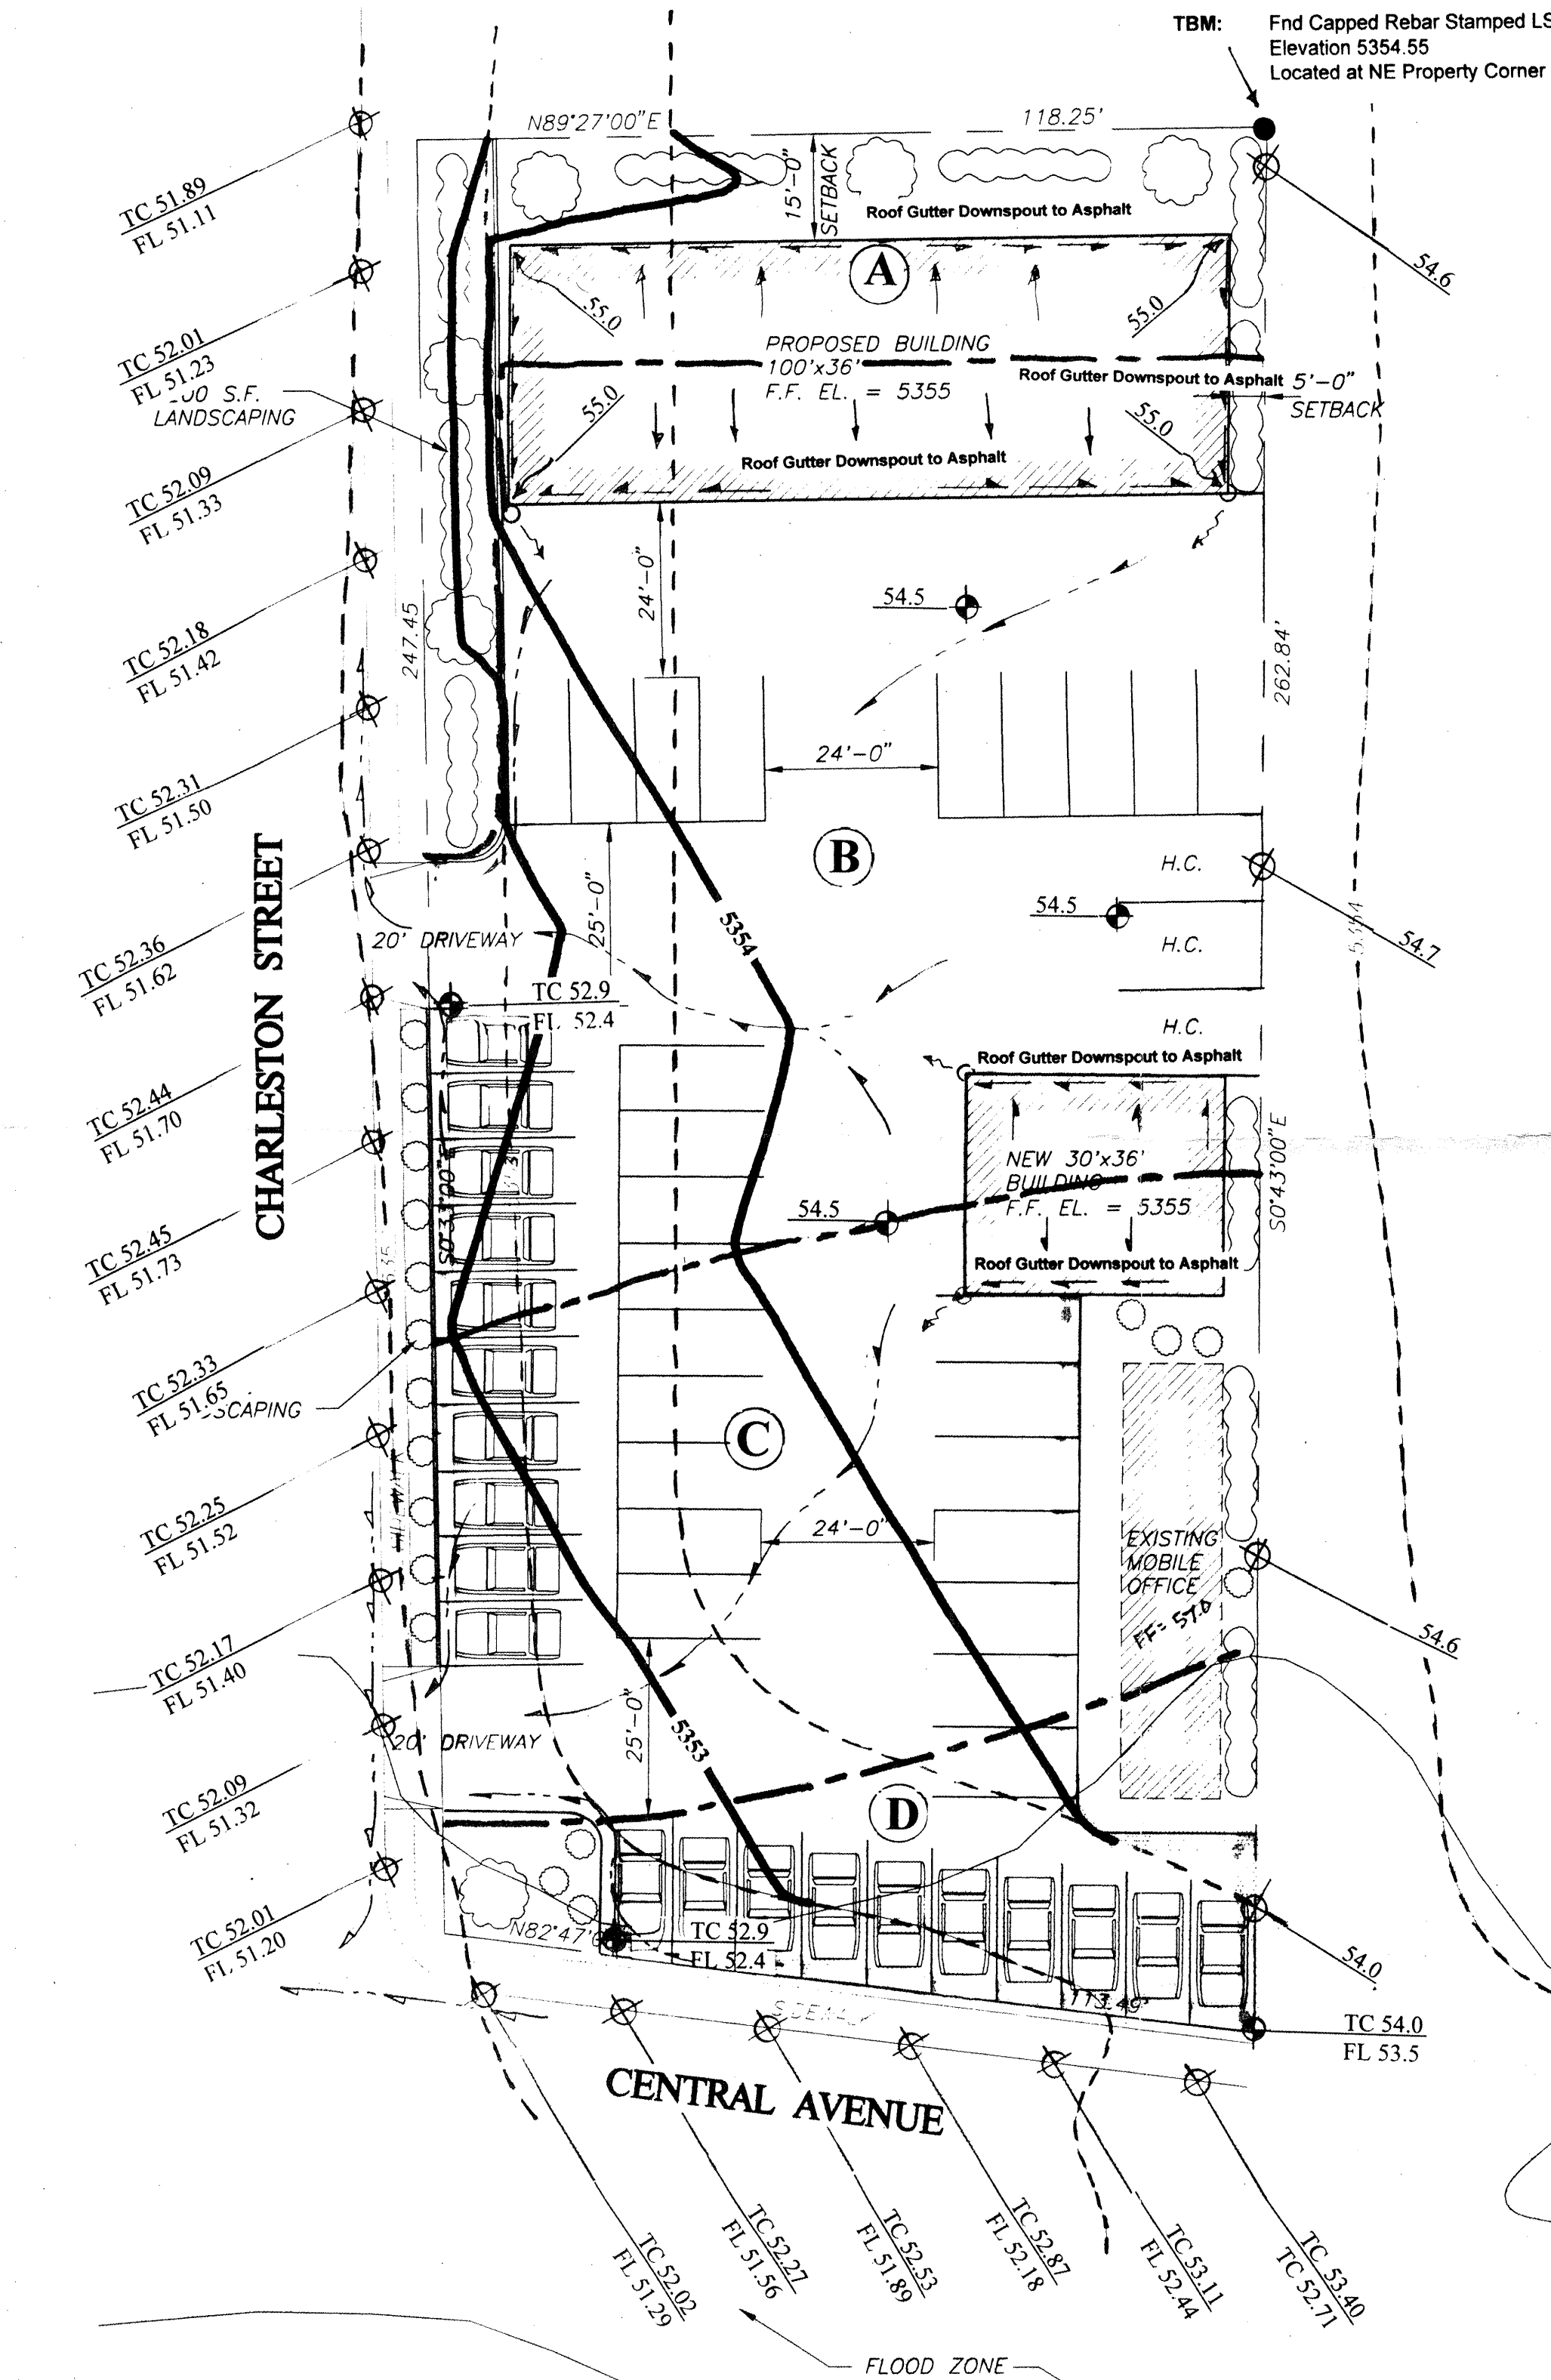 TBM: Fnd Capped Rebar Stamped LS
Elevation 5354.55
Located at NE Property Corner
N89°27'00"E
118.25'
15'-0"
SETBACK
Roof Gutter Downspout to Asphalt
A
54.6
55.0
55.0
PROPOSED BUILDING
100'x36'
F.F. EL. = 5355
Roof Gutter Downspout to Asphalt
5'-0"
SETBACK
55.0
55.0
Roof Gutter Downspout to Asphalt
TC 51.89
FL 51.11
TC 52.01
FL 51.23
S.F.
LANDSCAPING
TC 52.09
FL 51.33
TC 52.18
FL 51.42
TC 52.31
FL 51.50
TC 52.36
FL 51.62
TC 52.44
FL 51.70
TC 52.45
FL 51.73
TC 52.33
FL 51.65
SCAPING
TC 52.25
FL 51.52
TC 52.17
FL 51.40
TC 52.09
FL 51.32
TC 52.01
FL 51.20
CHARLESTON STREET
247.45
24'-0"
54.5
262.84'
24'-0"
B
H.C.
54.5
H.C.
H.C.
5354
5354
54.7
25'-0"
20' DRIVEWAY
TC 52.9
FL 52.4
Roof Gutter Downspout to Asphalt
NEW 30'x36'
BUILDING
F.F. EL. = 5355
S0°43'00"E
S0°33'00"E
54.5
Roof Gutter Downspout to Asphalt
C
24'-0"
EXISTING
MOBILE
OFFICE
FF= 57.0
54.6
25'-0"
5353
20' DRIVEWAY
D
N82°47'
TC 52.9
FL 52.4
113.49'
SIDEWALK
54.0
TC 54.0
FL 53.5
CENTRAL AVENUE
TC 52.02
FL 51.29
TC 52.27
FL 51.56
TC 52.53
FL 51.89
TC 52.87
FL 52.18
TC 53.11
FL 52.44
TC 53.40
TC 52.71
FLOOD ZONE